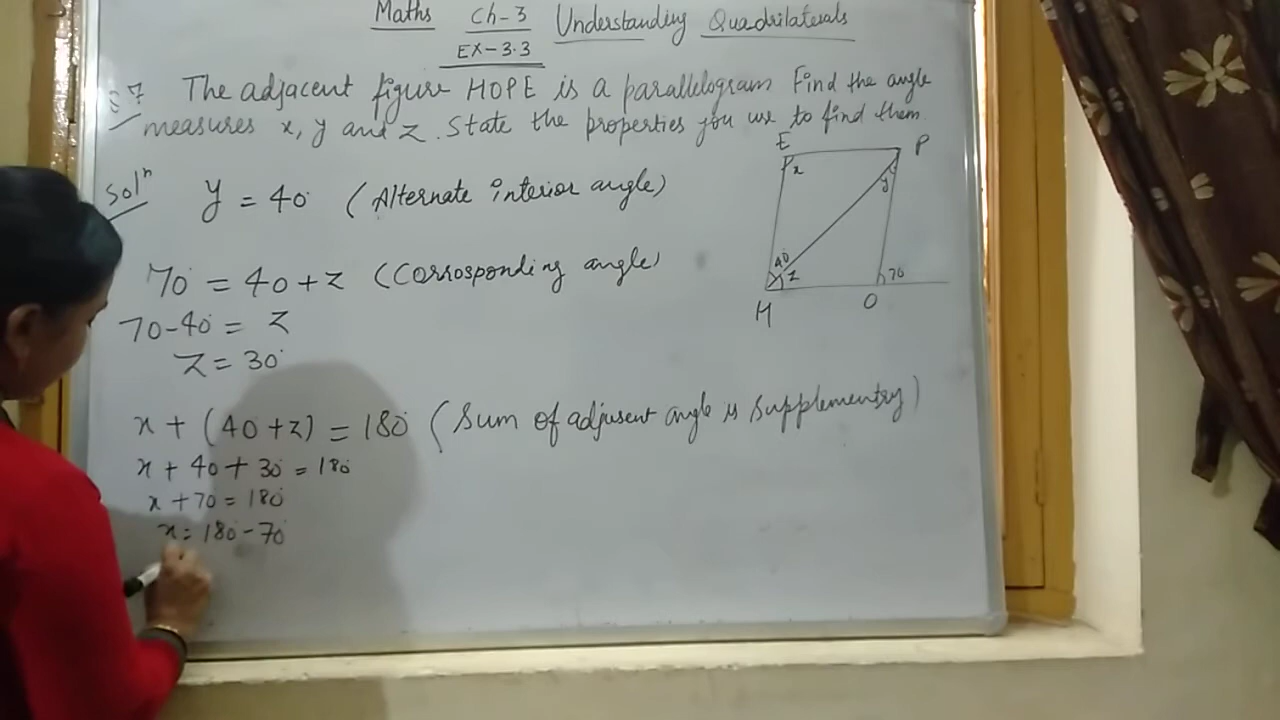 Maths Ch-3 Understanding Quadrilaterals
EX-3.3
Q7 The adjacent figure HOPE is a parallelogram Find the angle
measures x, y and z. State the properties you use to find them.
Solⁿ
y = 40° (Alternate interior angle)
70° = 40+z (Corrosponding angle)
70-40° = z
z = 30°
x + (40+z) = 180° (Sum of adjusent angle is supplementry)
x + 40 + 30° = 180°
x + 70 = 180°
x = 180-70°
E
P
x
y
40°
z
70
H
O